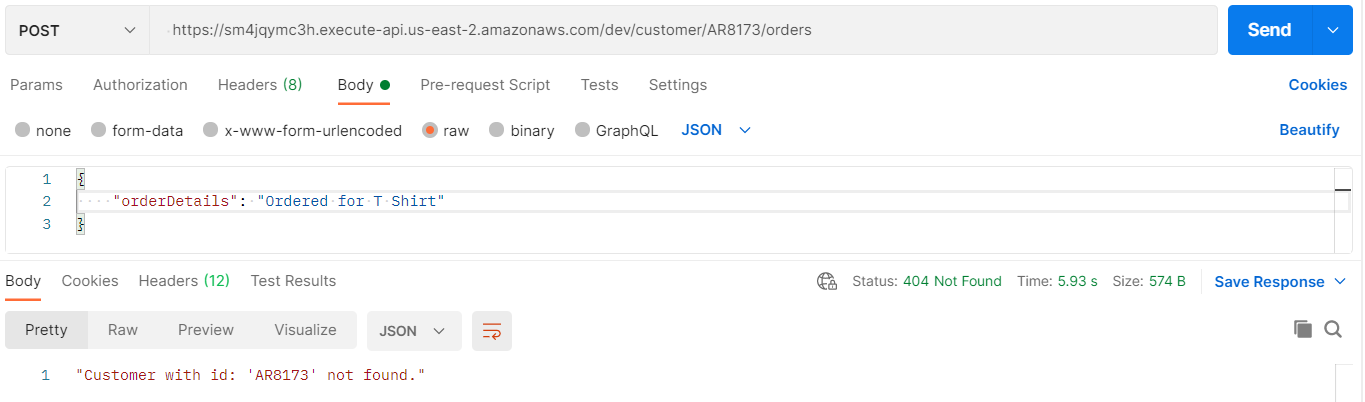 POST https://sm4jqymc3h.execute-api.us-east-2.amazonaws.com/dev/customer/AR8173/orders Send
Params Authorization Headers (8) Body Pre-request Script Tests Settings Cookies
none form-data x-www-form-urlencoded raw binary GraphQL JSON Beautify
1 {
2 "orderDetails": "Ordered for T Shirt"
3 }
Body Cookies Headers (12) Test Results Status: 404 Not Found Time: 5.93 s Size: 574 B Save Response
Pretty Raw Preview Visualize JSON
1 "Customer with id: 'AR8173' not found."